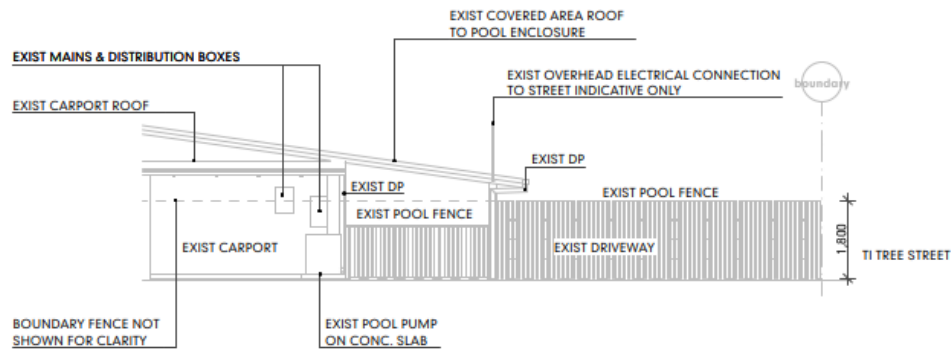 EXIST COVERED AREA ROOF
TO POOL ENCLOSURE
EXIST MAINS & DISTRIBUTION BOXES
EXIST OVERHEAD ELECTRICAL CONNECTION
TO STREET INDICATIVE ONLY
boundary
EXIST CARPORT ROOF
EXIST DP
EXIST DP
EXIST POOL FENCE
EXIST POOL FENCE
EXIST CARPORT
EXIST DRIVEWAY
1,800
TI TREE STREET
BOUNDARY FENCE NOT
SHOWN FOR CLARITY
EXIST POOL PUMP
ON CONC. SLAB